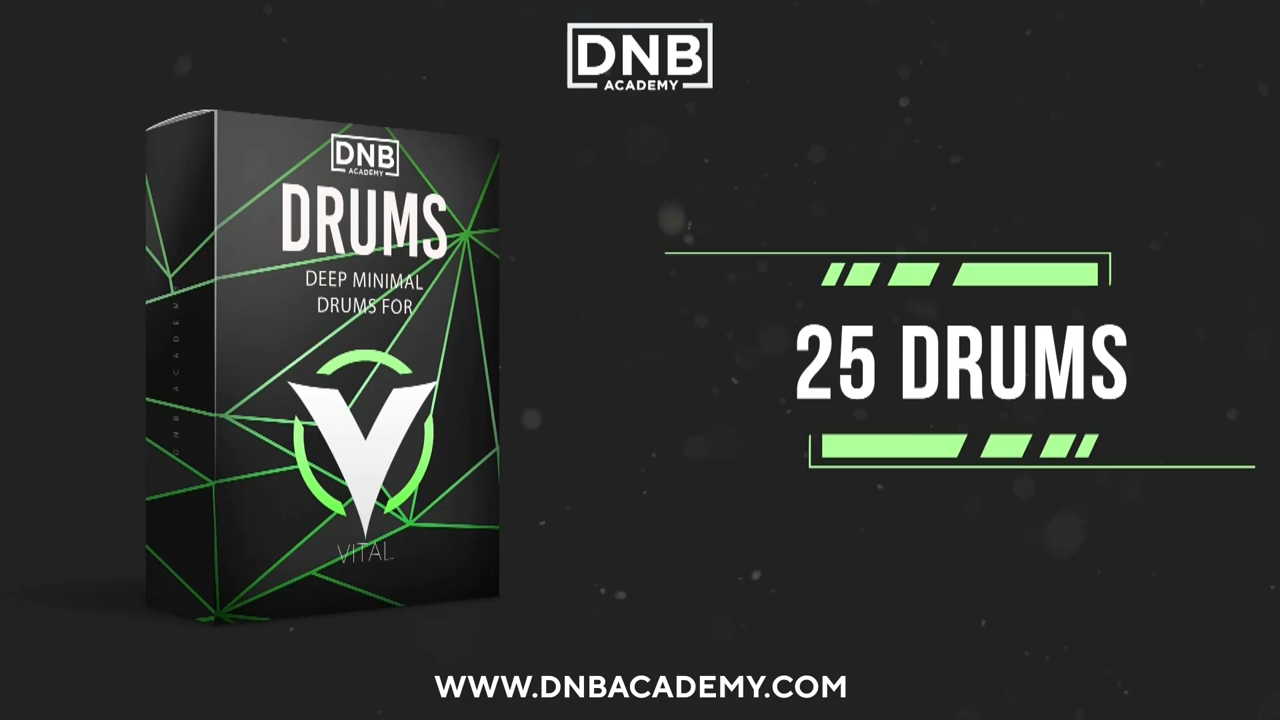 DNB
ACADEMY
DNB
ACADEMY
DRUMS
DEEP MINIMAL
DRUMS FOR
V
VITAL
DNB ACADEMY
25 DRUMS
WWW.DNBACADEMY.COM